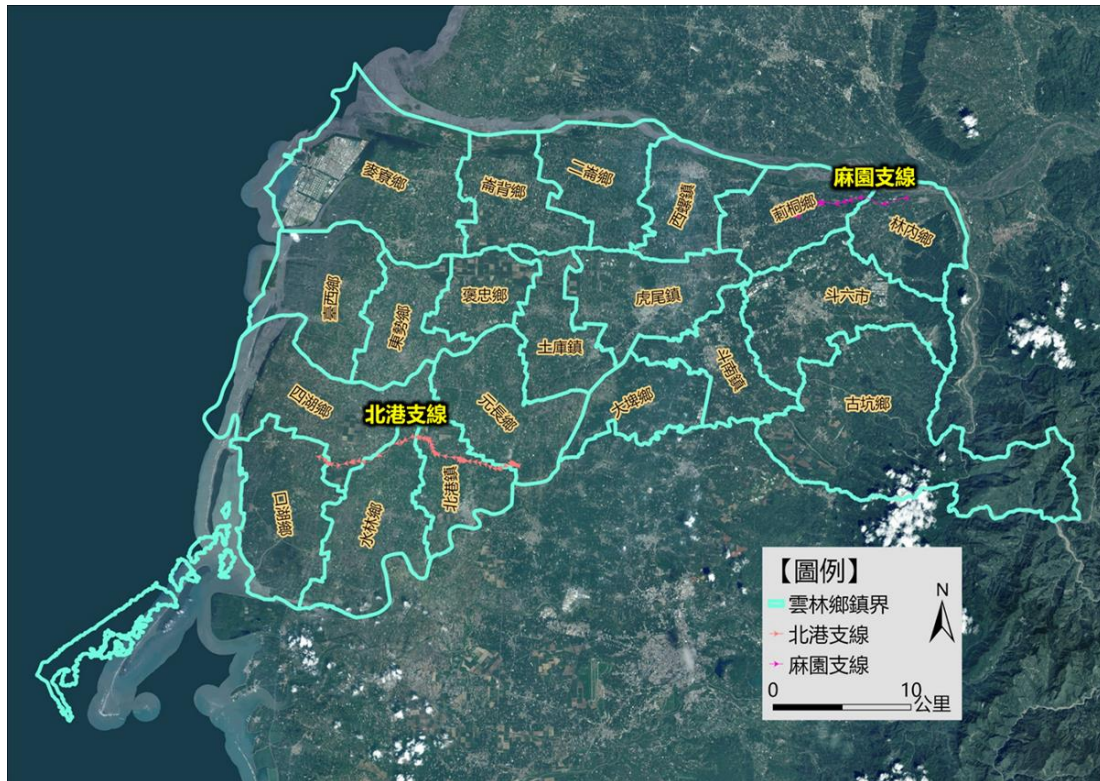 麻園支線
二崙鄉
麥寮鄉
崙背鄉
西螺鎮
莿桐鄉
林內鄉
臺西鄉
東勢鄉
褒忠鄉
虎尾鎮
斗六市
土庫鎮
斗南鎮
四湖鄉
北港支線
元長鄉
大埤鄉
古坑鄉
口湖鄉
水林鄉
北港鎮
【圖例】
雲林鄉鎮界
北港支線
麻園支線
N
0
10
公里